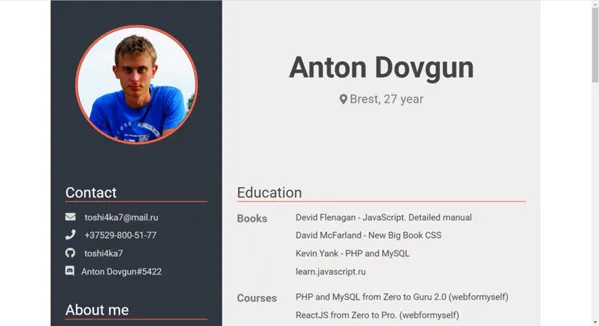 Anton Dovgun
Brest, 27 year
Contact
toshi4ka7@mail.ru
+37529-800-51-77
toshi4ka7
Anton Dovgun#5422
About me
Education
Books
Devid Flenagan - JavaScript. Detailed manual
David McFarland - New Big Book CSS
Kevin Yank - PHP and MySQL
learn.javascript.ru
Courses
PHP and MySQL from Zero to Guru 2.0 (webformyself)
ReactJS from Zero to Pro. (webformyself)